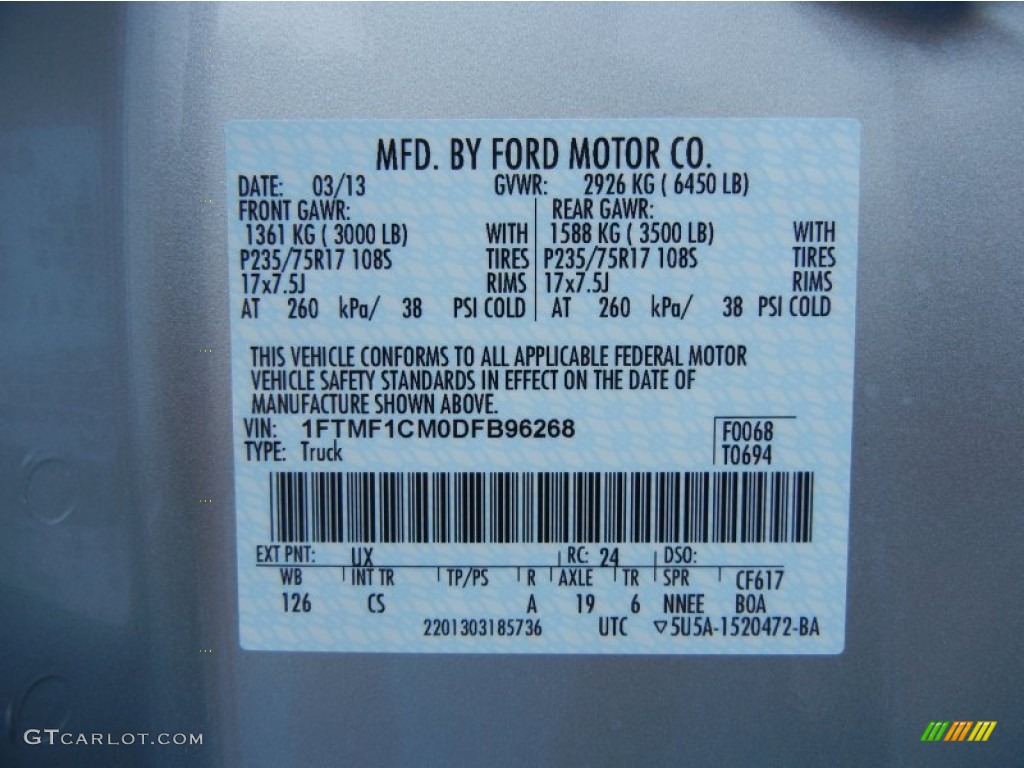 MFD. BY FORD MOTOR CO.
DATE: 03/13 GVWR: 2926 KG ( 6450 LB)
FRONT GAWR: REAR GAWR:
1361 KG ( 3000 LB) WITH 1588 KG ( 3500 LB) WITH
P235/75R17 108S TIRES P235/75R17 108S TIRES
17x7.5J RIMS 17x7.5J RIMS
AT 260 kPa/ 38 PSI COLD AT 260 kPa/ 38 PSI COLD
THIS VEHICLE CONFORMS TO ALL APPLICABLE FEDERAL MOTOR
VEHICLE SAFETY STANDARDS IN EFFECT ON THE DATE OF
MANUFACTURE SHOWN ABOVE.
VIN: 1FTMF1CM0DFB96268 F0068
TYPE: Truck T0694
EXT PNT: UX RC: 24 DSO:
WB INT TR TP/PS R AXLE TR SPR CF617
126 CS A 19 6 NNEE BOA
2201303185736 UTC ▽5U5A-1520472-BA
GTCARLOT.COM